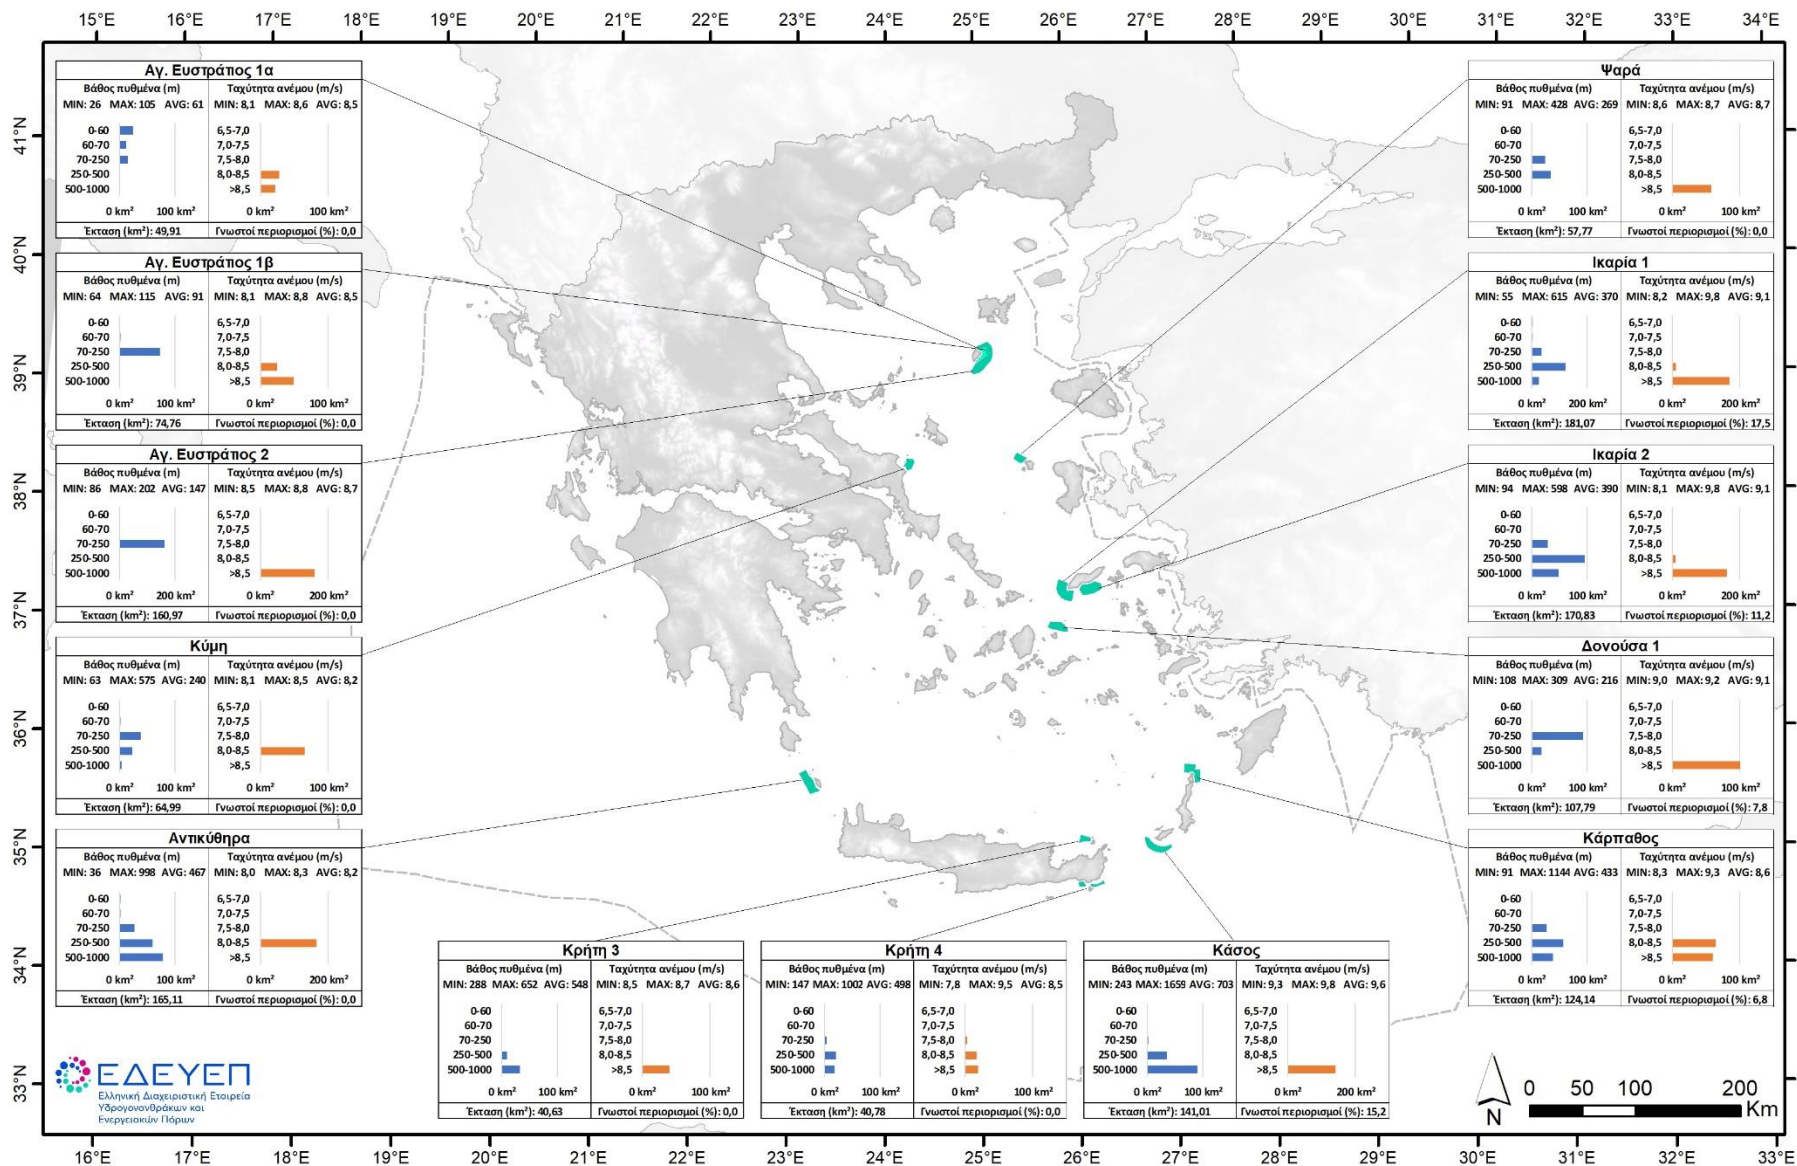 15°E 16°E 17°E 18°E 19°E 20°E 21°E 22°E 23°E 24°E 25°E 26°E 27°E 28°E 29°E 30°E 31°E 32°E 33°E 34°E
41°N
40°N
39°N
38°N
37°N
36°N
35°N
34°N
33°N
Αγ. Ευστράτιος 1α
Βάθος πυθμένα (m) Ταχύτητα ανέμου (m/s)
MIN: 26 MAX: 105 AVG: 61 MIN: 8,1 MAX: 8,6 AVG: 8,5
0-60 6,5-7,0
60-70 7,0-7,5
70-250 7,5-8,0
250-500 8,0-8,5
500-1000 >8,5
0 km² 100 km² 0 km² 100 km²
Έκταση (km²): 49,91 Γνωστοί περιορισμοί (%): 0,0
Αγ. Ευστράτιος 1β
Βάθος πυθμένα (m) Ταχύτητα ανέμου (m/s)
MIN: 64 MAX: 115 AVG: 91 MIN: 8,1 MAX: 8,8 AVG: 8,5
0-60 6,5-7,0
60-70 7,0-7,5
70-250 7,5-8,0
250-500 8,0-8,5
500-1000 >8,5
0 km² 100 km² 0 km² 100 km²
Έκταση (km²): 74,76 Γνωστοί περιορισμοί (%): 0,0
Αγ. Ευστράτιος 2
Βάθος πυθμένα (m) Ταχύτητα ανέμου (m/s)
MIN: 86 MAX: 202 AVG: 147 MIN: 8,5 MAX: 8,8 AVG: 8,7
0-60 6,5-7,0
60-70 7,0-7,5
70-250 7,5-8,0
250-500 8,0-8,5
500-1000 >8,5
0 km² 200 km² 0 km² 200 km²
Έκταση (km²): 160,97 Γνωστοί περιορισμοί (%): 0,0
Κύμη
Βάθος πυθμένα (m) Ταχύτητα ανέμου (m/s)
MIN: 63 MAX: 575 AVG: 240 MIN: 8,1 MAX: 8,5 AVG: 8,2
0-60 6,5-7,0
60-70 7,0-7,5
70-250 7,5-8,0
250-500 8,0-8,5
500-1000 >8,5
0 km² 100 km² 0 km² 100 km²
Έκταση (km²): 64,99 Γνωστοί περιορισμοί (%): 0,0
Αντικύθηρα
Βάθος πυθμένα (m) Ταχύτητα ανέμου (m/s)
MIN: 36 MAX: 998 AVG: 467 MIN: 8,0 MAX: 8,3 AVG: 8,2
0-60 6,5-7,0
60-70 7,0-7,5
70-250 7,5-8,0
250-500 8,0-8,5
500-1000 >8,5
0 km² 100 km² 0 km² 200 km²
Έκταση (km²): 165,11 Γνωστοί περιορισμοί (%): 0,0
Ψαρά
Βάθος πυθμένα (m) Ταχύτητα ανέμου (m/s)
MIN: 91 MAX: 428 AVG: 269 MIN: 8,6 MAX: 8,7 AVG: 8,7
0-60 6,5-7,0
60-70 7,0-7,5
70-250 7,5-8,0
250-500 8,0-8,5
500-1000 >8,5
0 km² 100 km² 0 km² 100 km²
Έκταση (km²): 57,77 Γνωστοί περιορισμοί (%): 0,0
Ικαρία 1
Βάθος πυθμένα (m) Ταχύτητα ανέμου (m/s)
MIN: 55 MAX: 615 AVG: 370 MIN: 8,2 MAX: 9,8 AVG: 9,1
0-60 6,5-7,0
60-70 7,0-7,5
70-250 7,5-8,0
250-500 8,0-8,5
500-1000 >8,5
0 km² 200 km² 0 km² 200 km²
Έκταση (km²): 181,07 Γνωστοί περιορισμοί (%): 17,5
Ικαρία 2
Βάθος πυθμένα (m) Ταχύτητα ανέμου (m/s)
MIN: 94 MAX: 598 AVG: 390 MIN: 8,1 MAX: 9,8 AVG: 9,1
0-60 6,5-7,0
60-70 7,0-7,5
70-250 7,5-8,0
250-500 8,0-8,5
500-1000 >8,5
0 km² 100 km² 0 km² 200 km²
Έκταση (km²): 170,83 Γνωστοί περιορισμοί (%): 11,2
Δονούσα 1
Βάθος πυθμένα (m) Ταχύτητα ανέμου (m/s)
MIN: 108 MAX: 309 AVG: 216 MIN: 9,0 MAX: 9,2 AVG: 9,1
0-60 6,5-7,0
60-70 7,0-7,5
70-250 7,5-8,0
250-500 8,0-8,5
500-1000 >8,5
0 km² 100 km² 0 km² 100 km²
Έκταση (km²): 107,79 Γνωστοί περιορισμοί (%): 7,8
Κάρπαθος
Βάθος πυθμένα (m) Ταχύτητα ανέμου (m/s)
MIN: 91 MAX: 1144 AVG: 433 MIN: 8,3 MAX: 9,3 AVG: 8,6
0-60 6,5-7,0
60-70 7,0-7,5
70-250 7,5-8,0
250-500 8,0-8,5
500-1000 >8,5
0 km² 100 km² 0 km² 100 km²
Έκταση (km²): 124,14 Γνωστοί περιορισμοί (%): 6,8
Κρήτη 3
Βάθος πυθμένα (m) Ταχύτητα ανέμου (m/s)
MIN: 288 MAX: 652 AVG: 548 MIN: 8,5 MAX: 8,7 AVG: 8,6
0-60 6,5-7,0
60-70 7,0-7,5
70-250 7,5-8,0
250-500 8,0-8,5
500-1000 >8,5
0 km² 100 km² 0 km² 100 km²
Έκταση (km²): 40,63 Γνωστοί περιορισμοί (%): 0,0
Κρήτη 4
Βάθος πυθμένα (m) Ταχύτητα ανέμου (m/s)
MIN: 147 MAX: 1002 AVG: 498 MIN: 7,8 MAX: 9,5 AVG: 8,5
0-60 6,5-7,0
60-70 7,0-7,5
70-250 7,5-8,0
250-500 8,0-8,5
500-1000 >8,5
0 km² 100 km² 0 km² 100 km²
Έκταση (km²): 40,78 Γνωστοί περιορισμοί (%): 0,0
Κάσος
Βάθος πυθμένα (m) Ταχύτητα ανέμου (m/s)
MIN: 243 MAX: 1659 AVG: 703 MIN: 9,3 MAX: 9,8 AVG: 9,6
0-60 6,5-7,0
60-70 7,0-7,5
70-250 7,5-8,0
250-500 8,0-8,5
500-1000 >8,5
0 km² 100 km² 0 km² 200 km²
Έκταση (km²): 141,01 Γνωστοί περιορισμοί (%): 15,2
ΕΔΕΥΕΠ
Ελληνική Διαχειριστική Εταιρεία
Υδρογονονθράκων και
Ενεργειακών Πόρων
N
0 50 100 200
Km
16°E 17°E 18°E 19°E 20°E 21°E 22°E 23°E 24°E 25°E 26°E 27°E 28°E 29°E 30°E 31°E 32°E 33°E
41°N
40°N
39°N
38°N
37°N
36°N
35°N
34°N
33°N